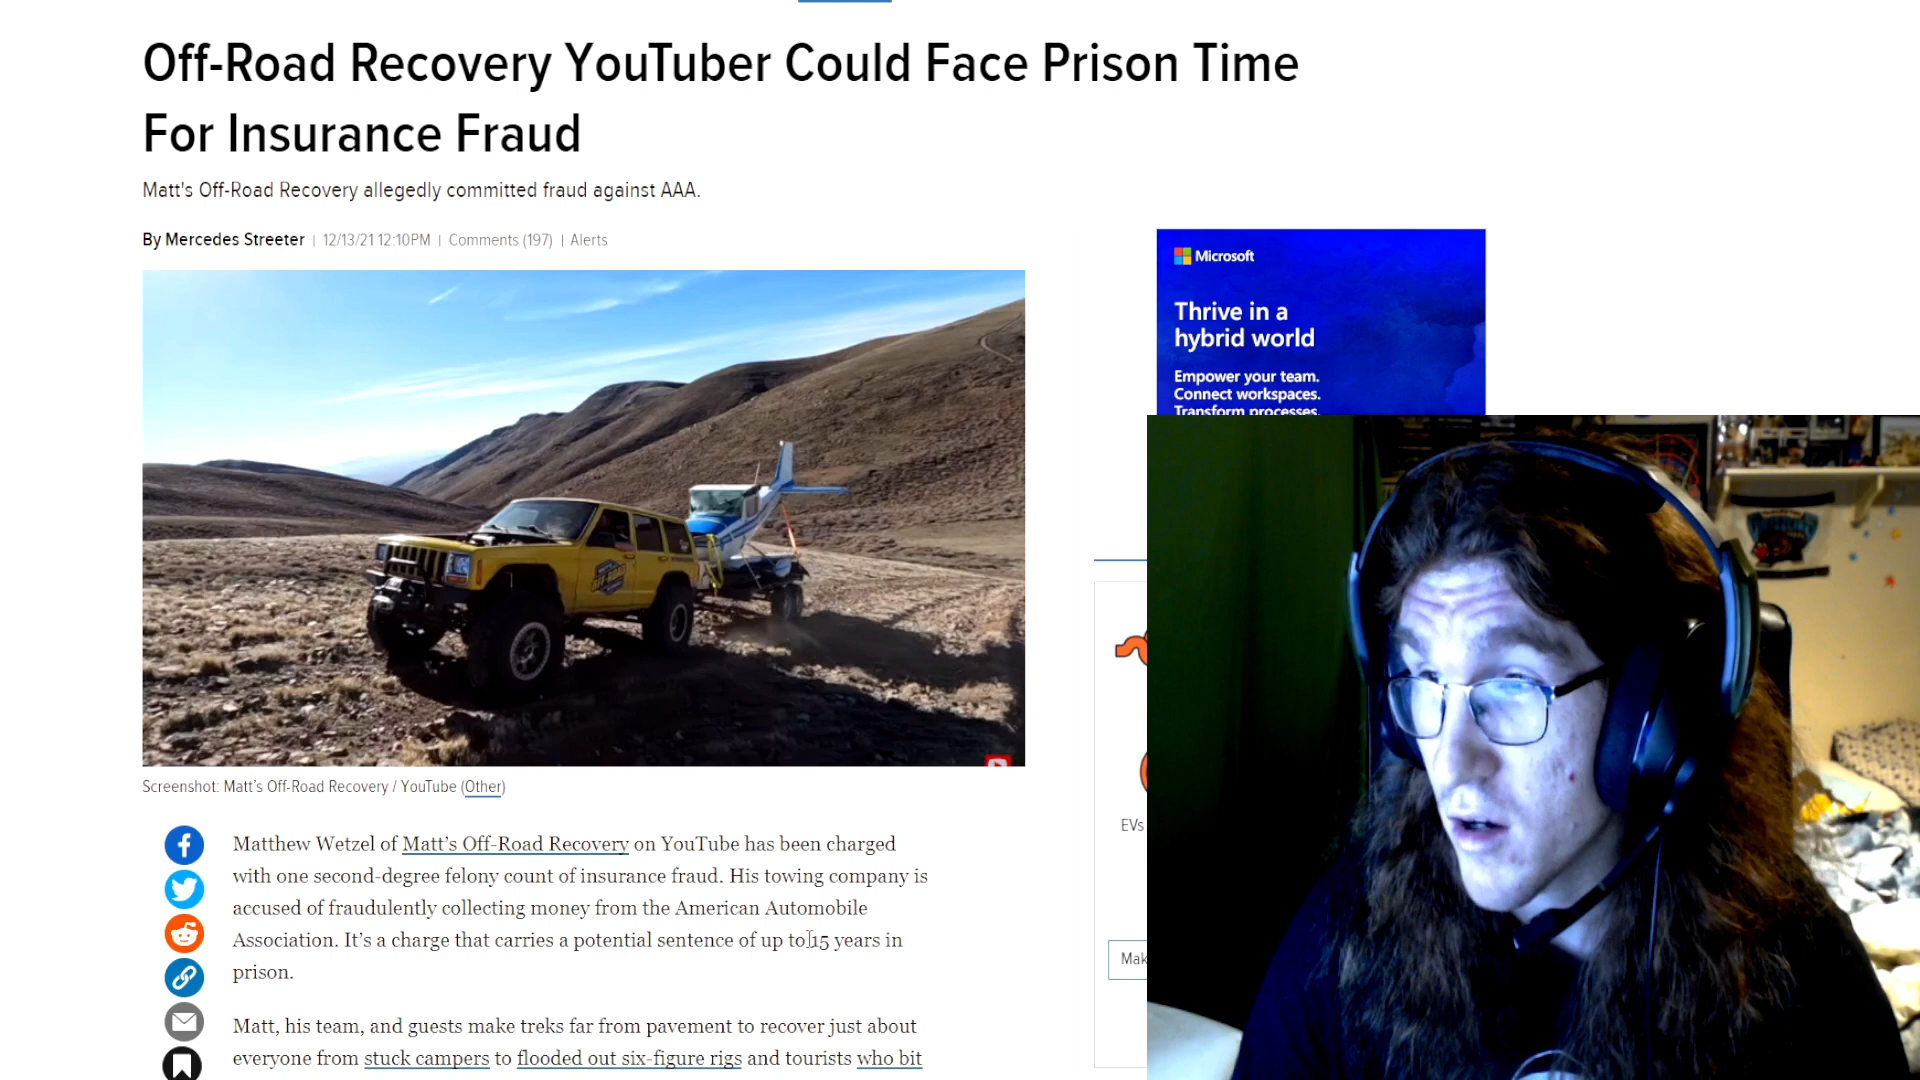 Off-Road Recovery YouTuber Could Face Prison Time
For Insurance Fraud
Matt's Off-Road Recovery allegedly committed fraud against AAA.
By Mercedes Streeter | 12/13/21 12:10PM | Comments (197) | Alerts
Microsoft
Thrive in a
hybrid world
Empower your team.
Connect workspaces.
Transform processes.
OFF-ROAD
Screenshot: Matt's Off-Road Recovery / YouTube (Other)
Matthew Wetzel of Matt's Off-Road Recovery on YouTube has been charged
with one second-degree felony count of insurance fraud. His towing company is
accused of fraudulently collecting money from the American Automobile
Association. It's a charge that carries a potential sentence of up to 15 years in
prison.
Matt, his team, and guests make treks far from pavement to recover just about
everyone from stuck campers to flooded out six-figure rigs and tourists who bit
EVs
Mak